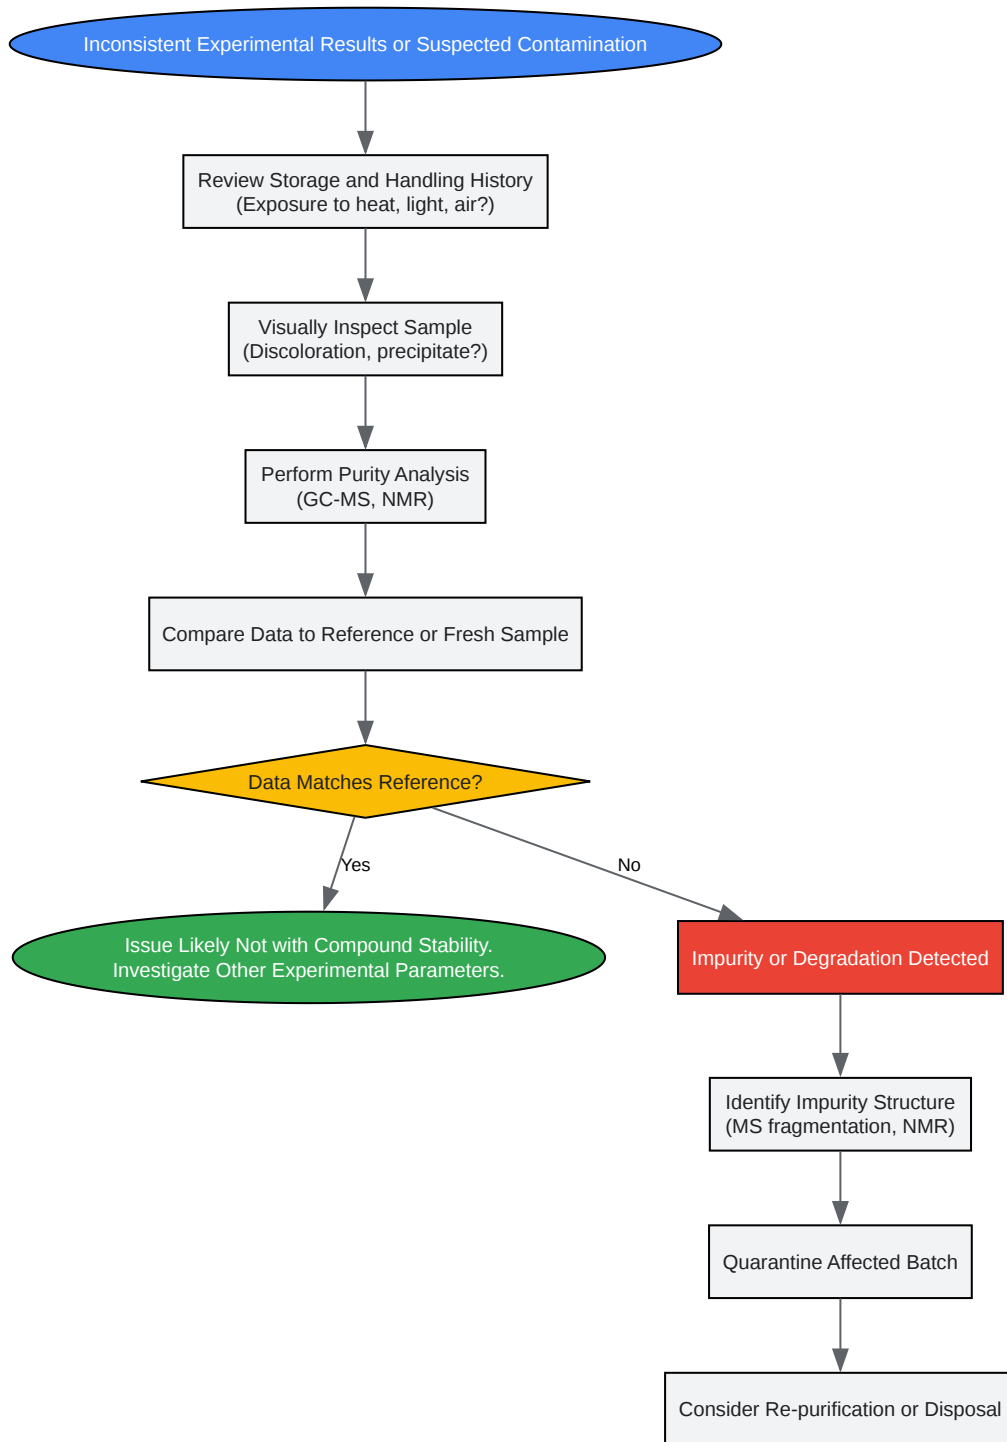 Inconsistent Experimental Results or Suspected Contamination
Review Storage and Handling History
(Exposure to heat, light, air?)
Visually Inspect Sample
(Discoloration, precipitate?)
Perform Purity Analysis
(GC-MS, NMR)
Compare Data to Reference or Fresh Sample
Data Matches Reference?
Yes
No
Issue Likely Not with Compound Stability.
Investigate Other Experimental Parameters.
Impurity or Degradation Detected
Identify Impurity Structure
(MS fragmentation, NMR)
Quarantine Affected Batch
Consider Re-purification or Disposal